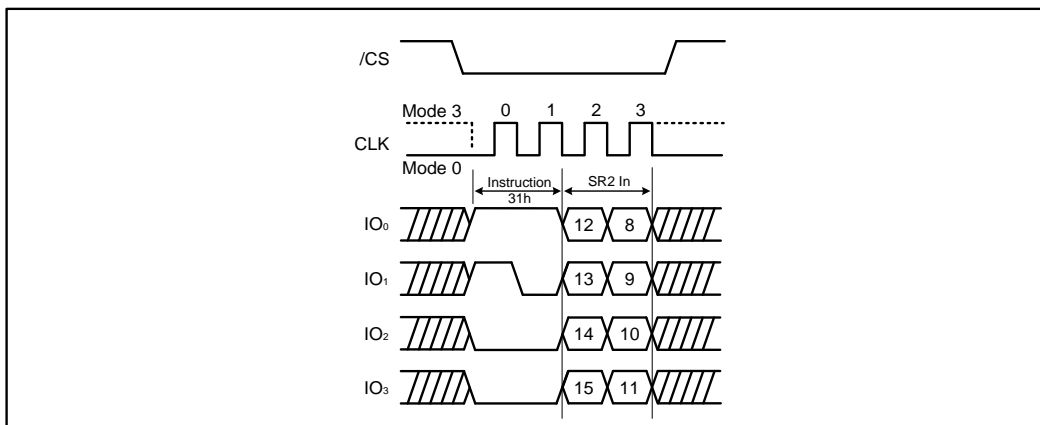 /CS
Mode 3 0 1 2 3
CLK
Mode 0
Instruction SR2 In
31h
IO₀ 12 8
IO₁ 13 9
IO₂ 14 10
IO₃ 15 11